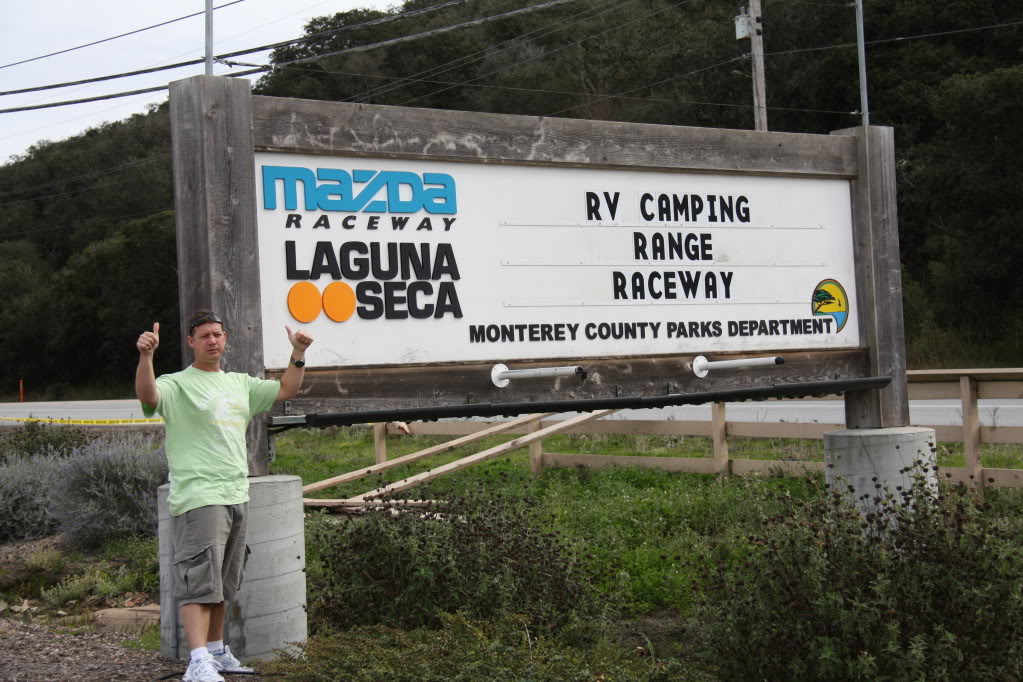 mazda
RACEWAY
LAGUNA
SECA
RV CAMPING
RANGE
RACEWAY
MONTEREY COUNTY PARKS DEPARTMENT